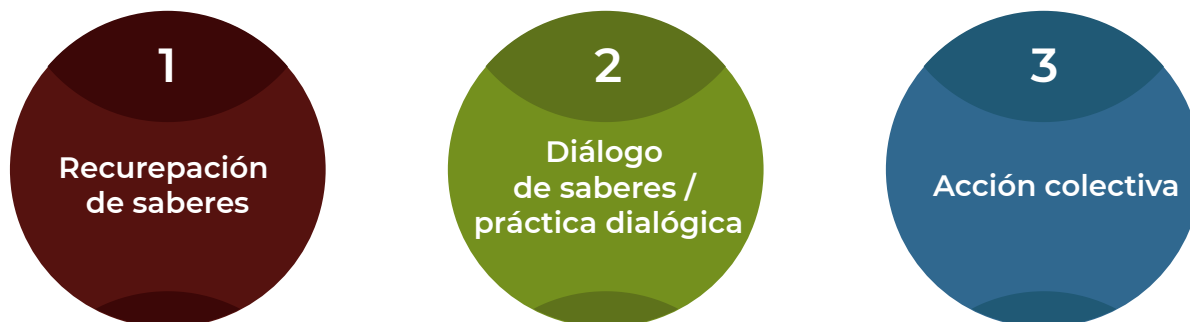 1
Recurepación
de saberes
2
Diálogo
de saberes /
práctica dialógica
3
Acción colectiva